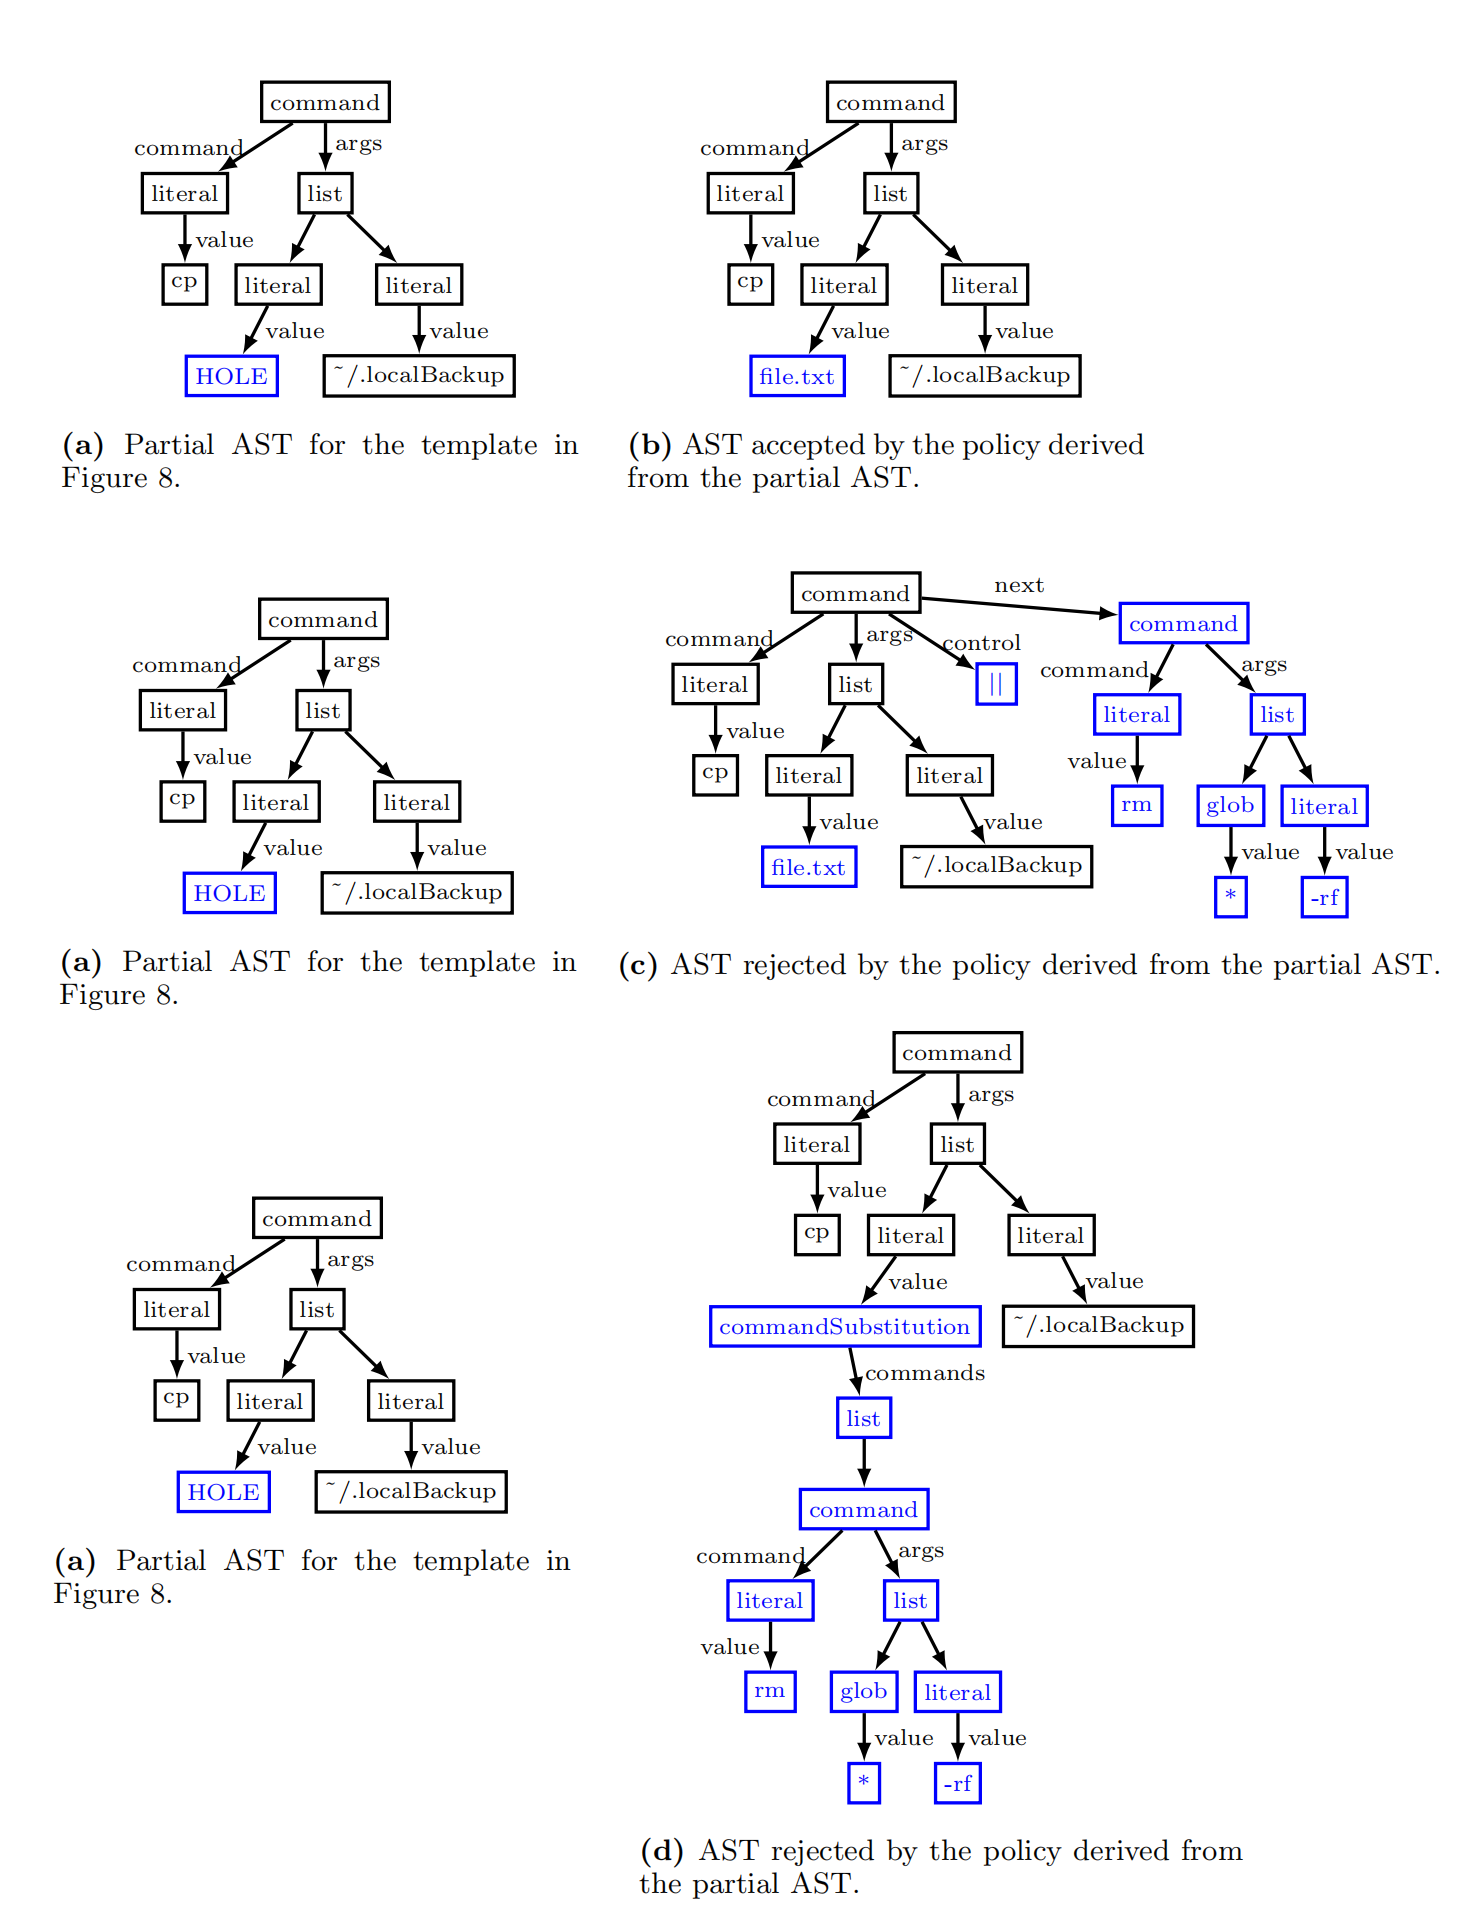 command
command
args
literal
list
value
cp
literal
literal
value
value
HOLE
~/.localBackup
(a) Partial AST for the template in
Figure 8.
command
command
args
literal
list
value
cp
literal
literal
value
value
file.txt
~/.localBackup
(b) AST accepted by the policy derived
from the partial AST.
command
command
args
literal
list
value
cp
literal
literal
value
value
HOLE
~/.localBackup
(a) Partial AST for the template in
Figure 8.
command
next
command
command
args
control
literal
list
||
value
cp
literal
literal
value
value
file.txt
~/.localBackup
command
args
literal
list
value
rm
glob
literal
value
value
*
-rf
(c) AST rejected by the policy derived from the partial AST.
command
command
args
literal
list
value
cp
literal
literal
value
value
HOLE
~/.localBackup
(a) Partial AST for the template in
Figure 8.
command
command
args
literal
list
value
cp
literal
literal
value
value
commandSubstitution
~/.localBackup
commands
list
command
command
args
literal
list
value
rm
glob
literal
value
value
*
-rf
(d) AST rejected by the policy derived from
the partial AST.